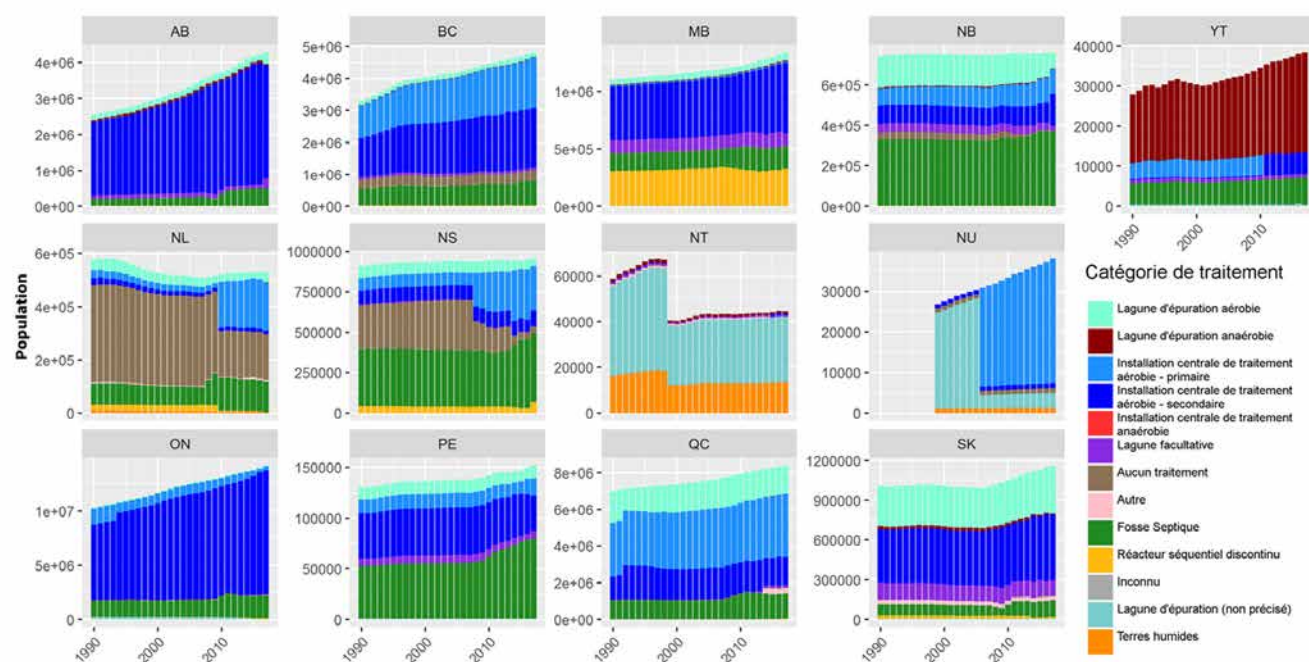 AB
BC
MB
NB
YT
4e+06
3e+06
2e+06
1e+06
0e+00
5e+06
4e+06
3e+06
2e+06
1e+06
0e+00
1e+06
5e+05
0e+00
6e+05
4e+05
2e+05
0e+00
40000
30000
20000
10000
0
1990
2000
2010
NL
NS
NT
NU
Population
6e+05
4e+05
2e+05
0
1000000
750000
500000
250000
0
60000
40000
20000
0
30000
20000
10000
0
ON
PE
QC
SK
1e+07
5e+06
0
1990
2000
2010
150000
100000
50000
0
1990
2000
2010
8e+06
6e+06
4e+06
2e+06
0e+00
1990
2000
2010
1200000
900000
600000
300000
0
1990
2000
2010
Catégorie de traitement
Lagune d'épuration aérobie
Lagune d'épuration anaérobie
Installation centrale de traitement
aérobie - primaire
Installation centrale de traitement
aérobie - secondaire
Installation centrale de traitement
anaérobie
Lagune facultative
Aucun traitement
Autre
Fosse Septique
Réacteur séquentiel discontinu
Inconnu
Lagune d'épuration (non précisé)
Terres humides